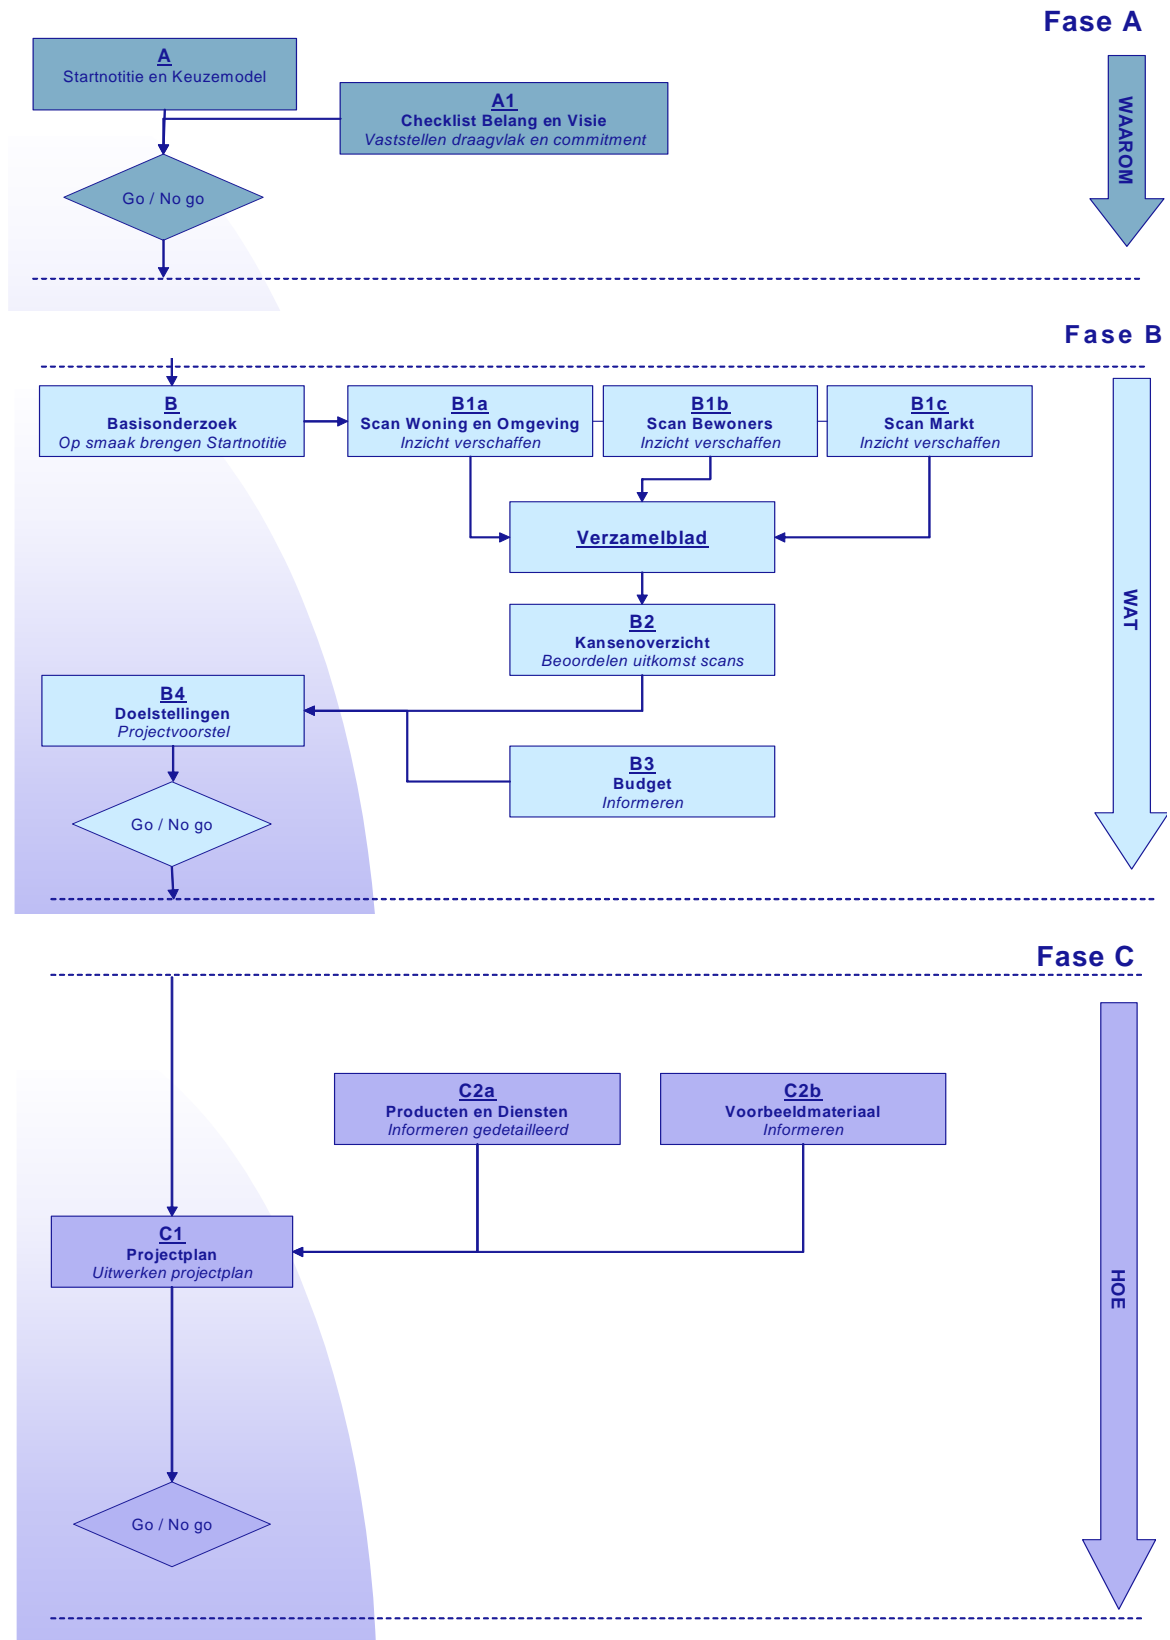 Fase A
A
Startnotitie en Keuzemodel
A1
Checklist Belang en Visie
Vaststellen draagvlak en commitment
WAAROM
Go / No go
Fase B
B
Basisonderzoek
Op smaak brengen Startnotitie
B1a
Scan Woning en Omgeving
Inzicht verschaffen
B1b
Scan Bewoners
Inzicht verschaffen
B1c
Scan Markt
Inzicht verschaffen
Verzamelblad
WAT
B2
Kansenoverzicht
Beoordelen uitkomst scans
B4
Doelstellingen
Projectvoorstel
B3
Budget
Informeren
Go / No go
Fase C
C2a
Producten en Diensten
Informeren gedetailleerd
C2b
Voorbeeldmateriaal
Informeren
C1
Projectplan
Uitwerken projectplan
HOE
Go / No go